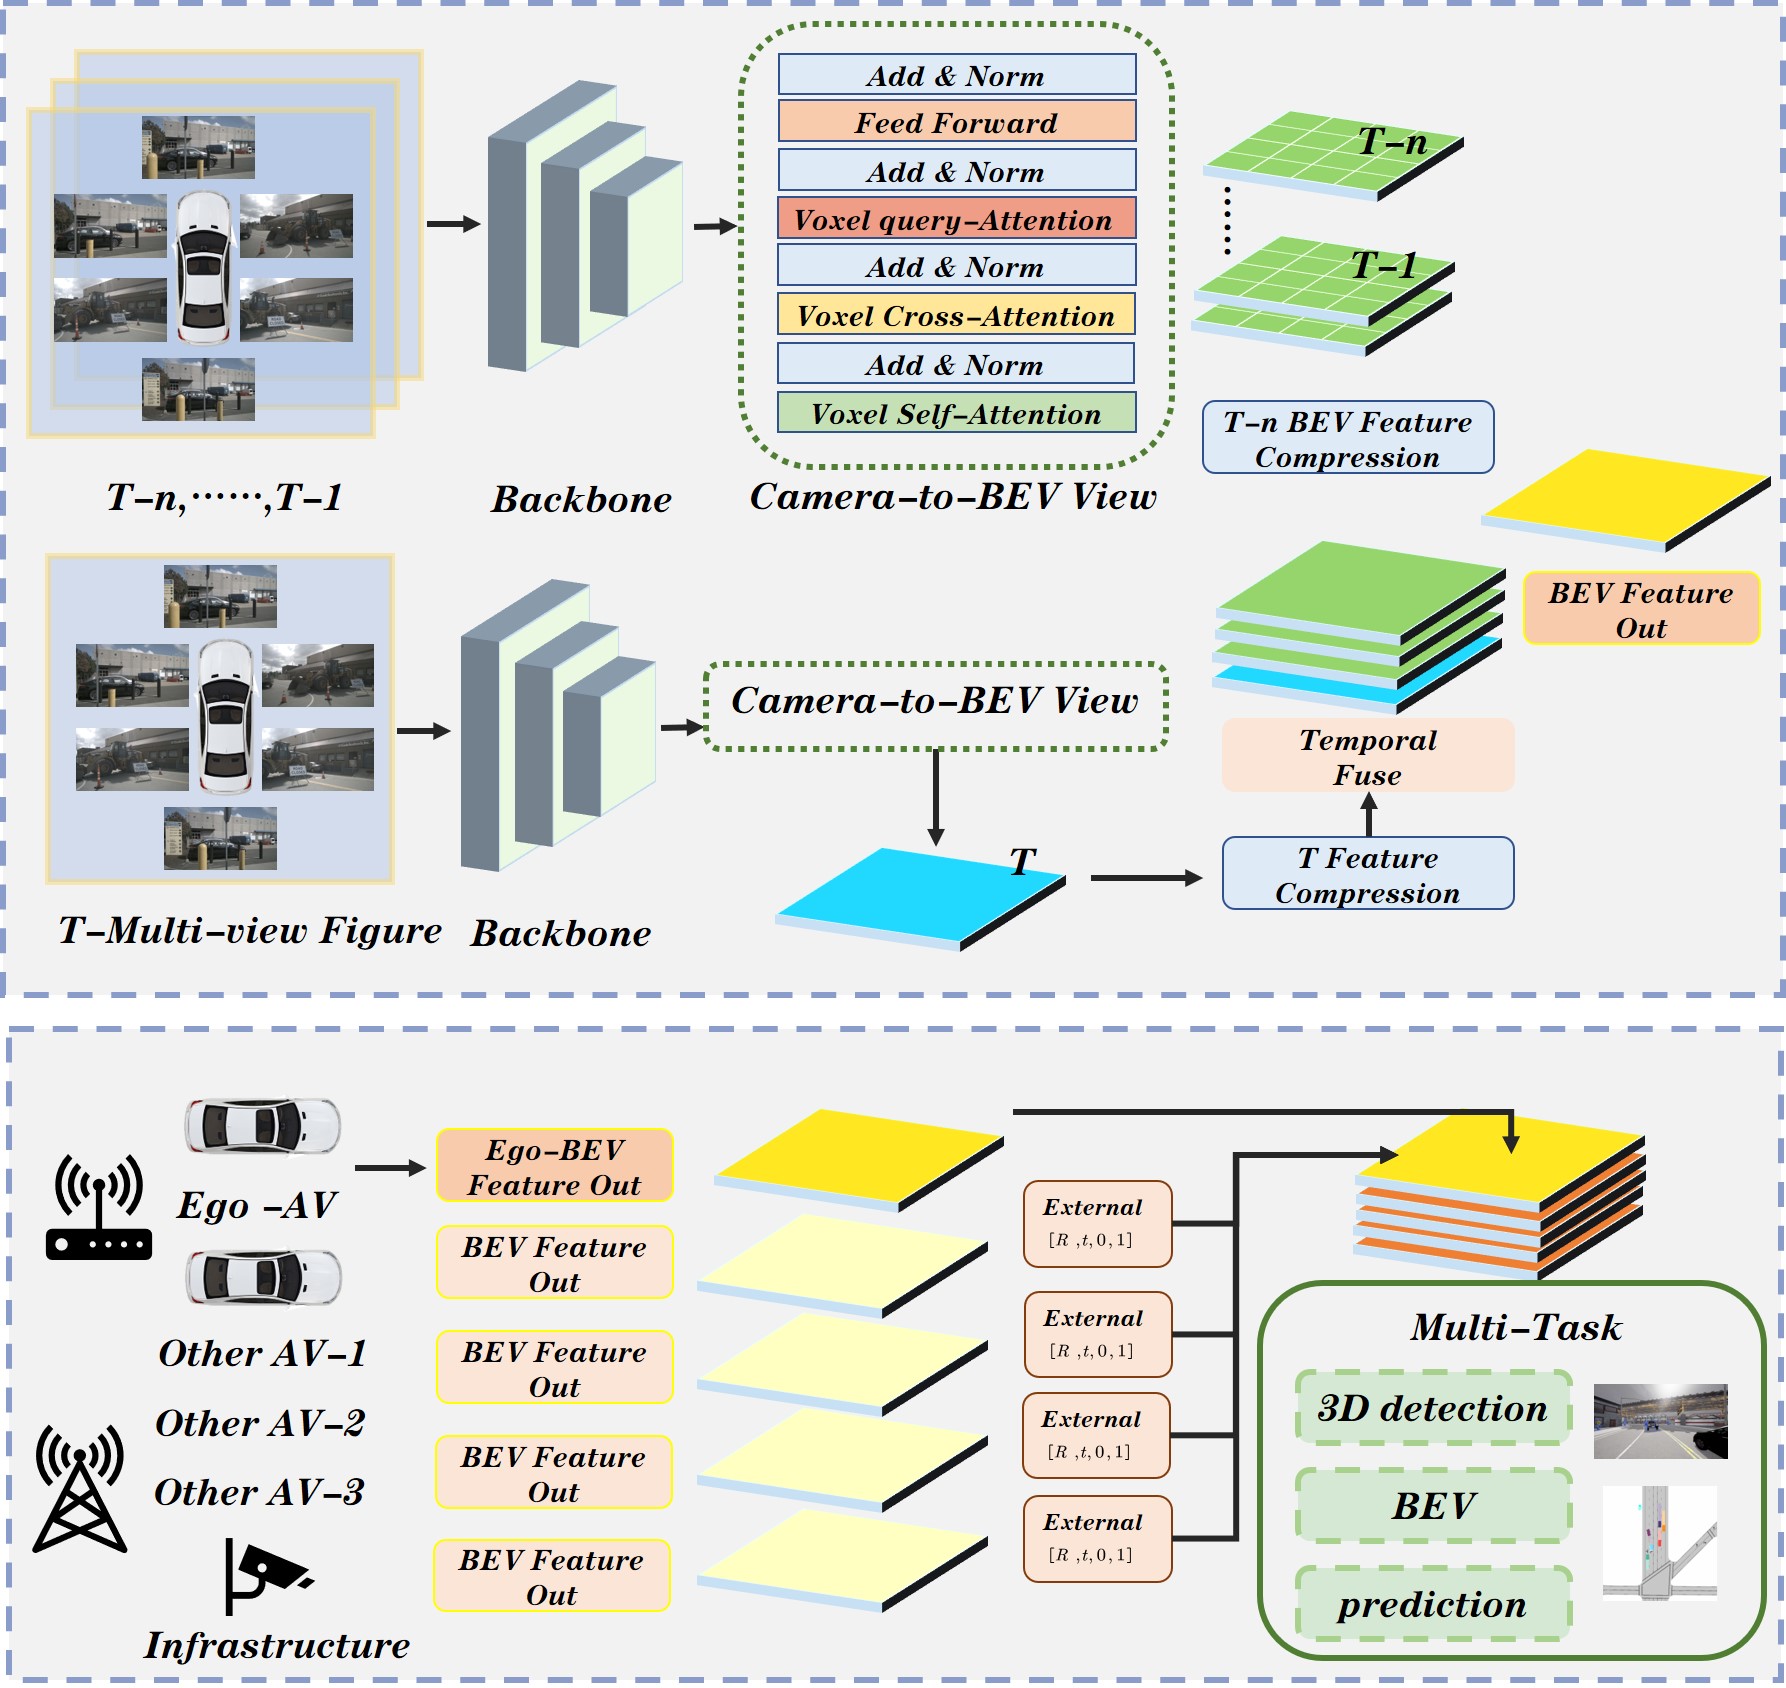 Add & Norm
Feed Forward
Add & Norm
Voxel query-Attention
Add & Norm
Voxel Cross-Attention
Add & Norm
Voxel Self-Attention
T-n
T-1
T-n BEV Feature
Compression
T-n,······,T-1
Backbone
Camera-to-BEV View
BEV Feature
Out
Camera-to-BEV View
Temporal
Fuse
T
T Feature
Compression
T-Multi-view Figure
Backbone
Ego-AV
Ego-BEV
Feature Out
External
[R ,t,0,1]
BEV Feature
Out
Other AV-1
BEV Feature
Out
External
[R ,t,0,1]
Multi-Task
Other AV-2
3D detection
External
[R ,t,0,1]
Other AV-3
BEV Feature
Out
BEV
External
[R ,t,0,1]
BEV Feature
Out
prediction
Infrastructure